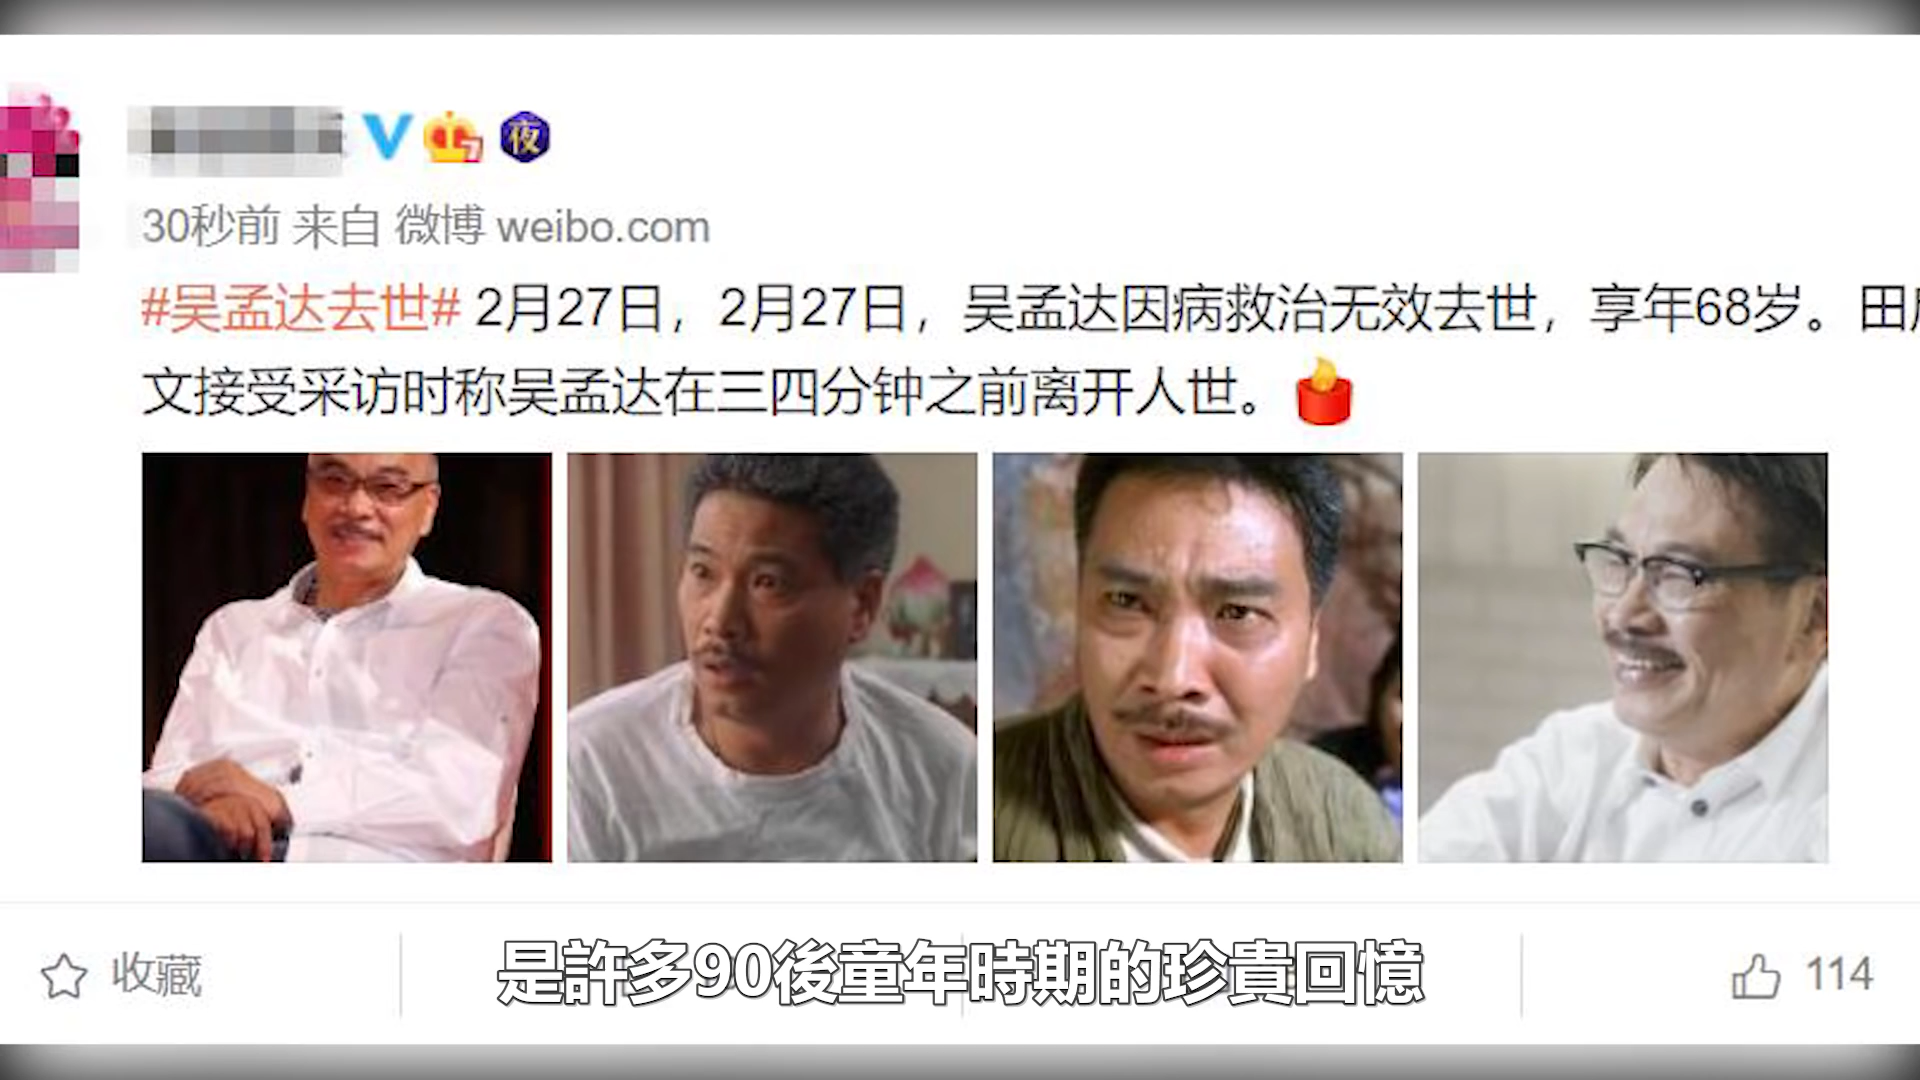 夜
7
30秒前 来自 微博 weibo.com
#吴孟达去世# 2月27日，2月27日，吴孟达因病救治无效去世，享年68岁。田
文接受采访时称吴孟达在三四分钟之前离开人世。
收藏
是許多90後童年時期的珍貴回憶
114